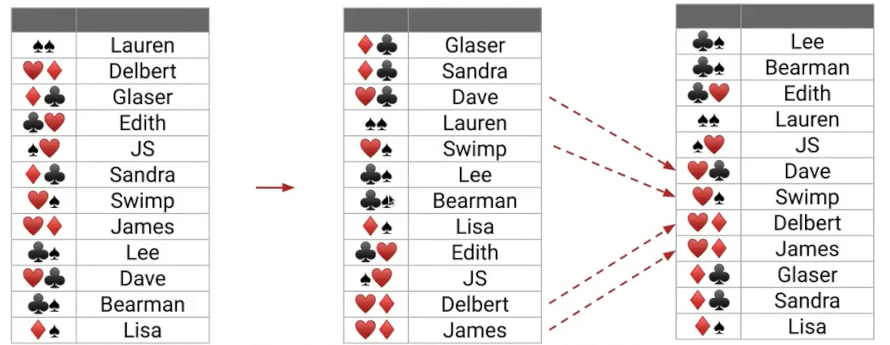 ♠♠ Lauren
♥♦ Delbert
♦♣ Glaser
♣♥ Edith
♠♥ JS
♦♣ Sandra
♥♠ Swimp
♥♦ James
♣♠ Lee
♥♣ Dave
♣♠ Bearman
♦♠ Lisa
♦♣ Glaser
♦♣ Sandra
♥♣ Dave
♠♠ Lauren
♥♠ Swimp
♣♠ Lee
♣♠ Bearman
♦♠ Lisa
♣♥ Edith
♠♥ JS
♥♦ Delbert
♥♦ James
♣♠ Lee
♣♠ Bearman
♣♥ Edith
♠♠ Lauren
♠♥ JS
♥♣ Dave
♥♠ Swimp
♥♦ Delbert
♥♦ James
♦♣ Glaser
♦♣ Sandra
♦♠ Lisa